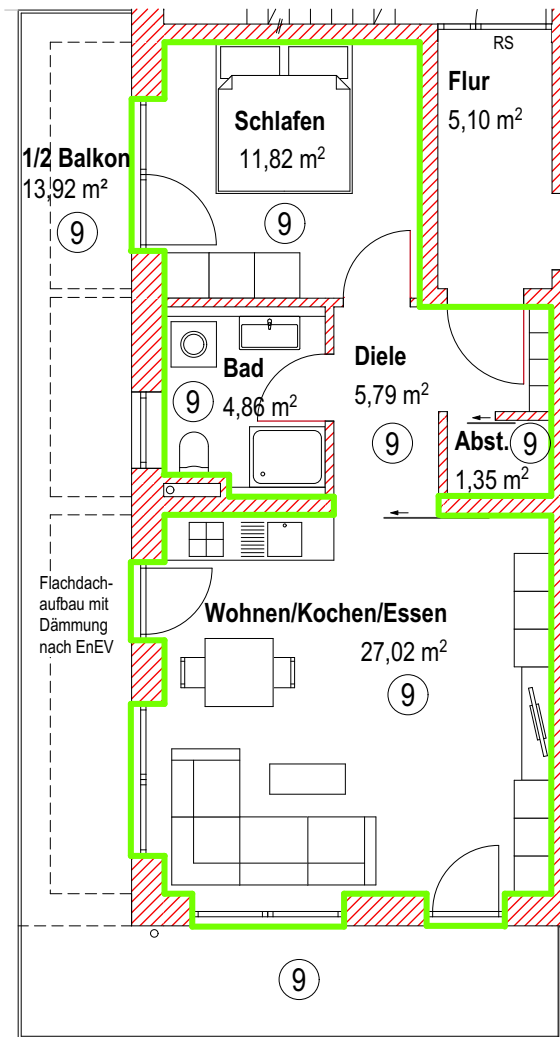 RS
Flur
5,10 m²
Schlafen
11,82 m²
9
1/2 Balkon
13,92 m²
9
Bad
4,86 m²
9
Diele
5,79 m²
9
Abst.
9
1,35 m²
Flachdach-
aufbau mit
Dämmung
nach EnEV
Wohnen/Kochen/Essen
27,02 m²
9
9